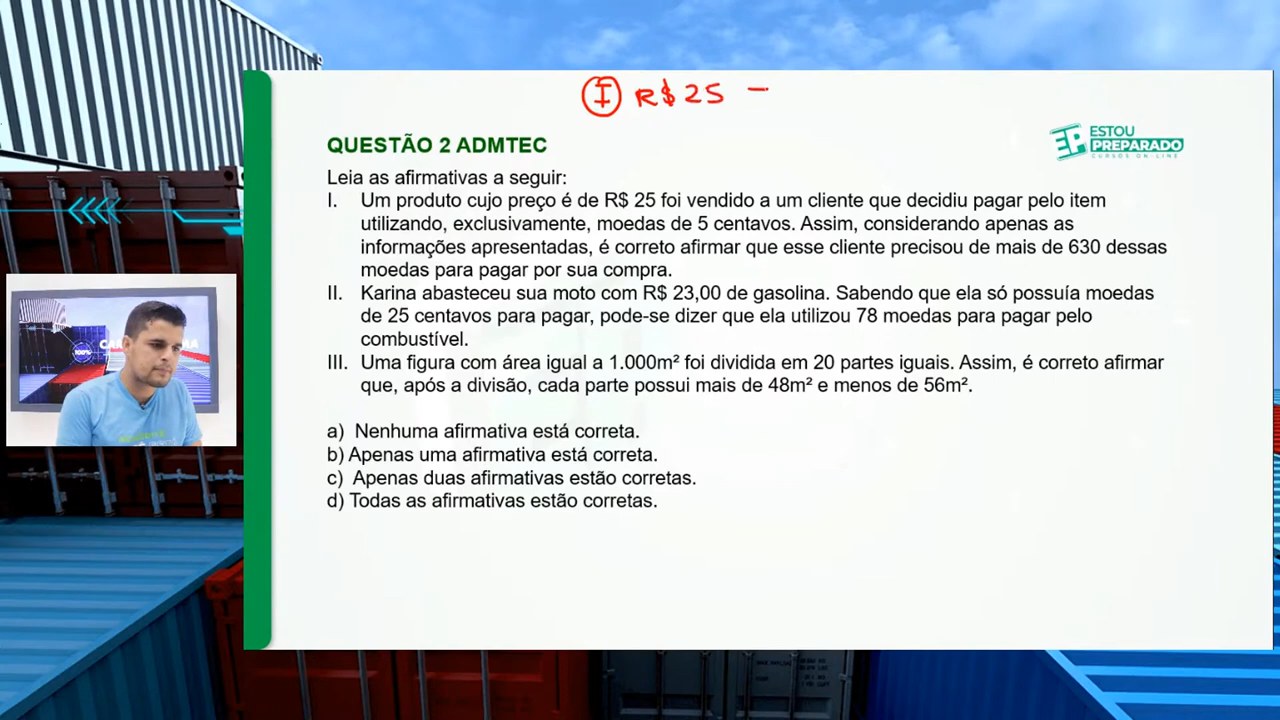 Ⓘ R$ 25 –
QUESTÃO 2 ADMTEC
ESTOU
PREPARADO
CURSOS ON-LINE
Leia as afirmativas a seguir:
I. Um produto cujo preço é de R$ 25 foi vendido a um cliente que decidiu pagar pelo item
utilizando, exclusivamente, moedas de 5 centavos. Assim, considerando apenas as
informações apresentadas, é correto afirmar que esse cliente precisou de mais de 630 dessas
moedas para pagar por sua compra.
II. Karina abasteceu sua moto com R$ 23,00 de gasolina. Sabendo que ela só possuía moedas
de 25 centavos para pagar, pode-se dizer que ela utilizou 78 moedas para pagar pelo
combustível.
III. Uma figura com área igual a 1.000m² foi dividida em 20 partes iguais. Assim, é correto afirmar
que, após a divisão, cada parte possui mais de 48m² e menos de 56m².
a) Nenhuma afirmativa está correta.
b) Apenas uma afirmativa está correta.
c) Apenas duas afirmativas estão corretas.
d) Todas as afirmativas estão corretas.
100%